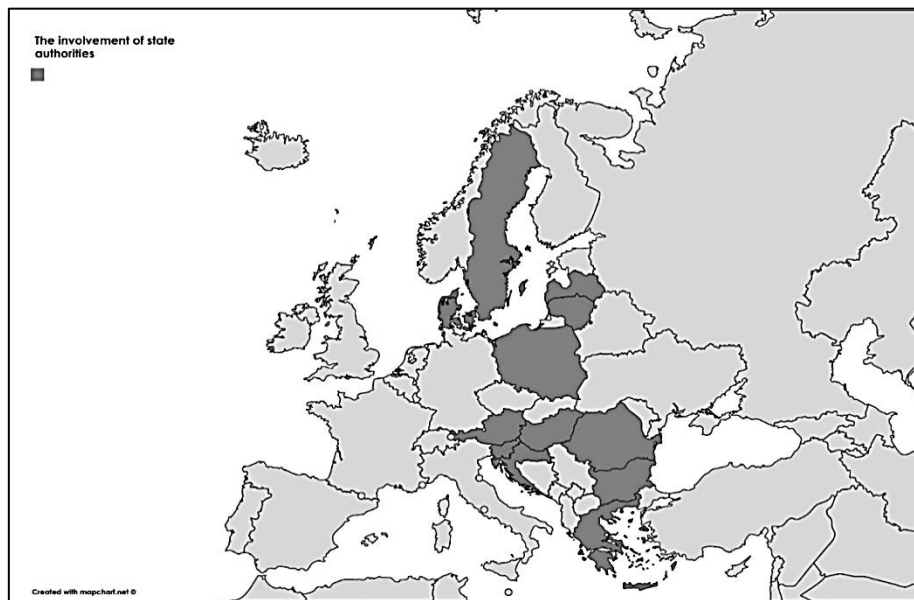 The involvement of state
authorities
Created with mapchart.net ©